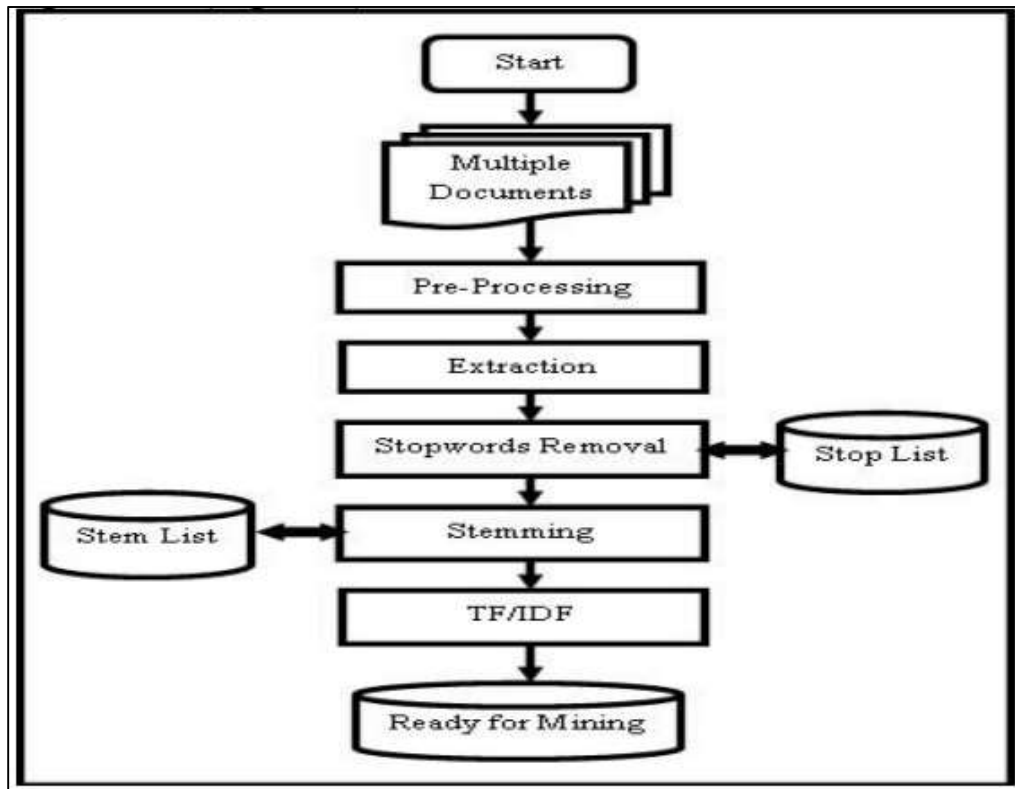 Start
Multiple
Documents
Pre-Processing
Extraction
Stopwords Removal
Stop List
Stem List
Stemming
TF/IDF
Ready for Mining